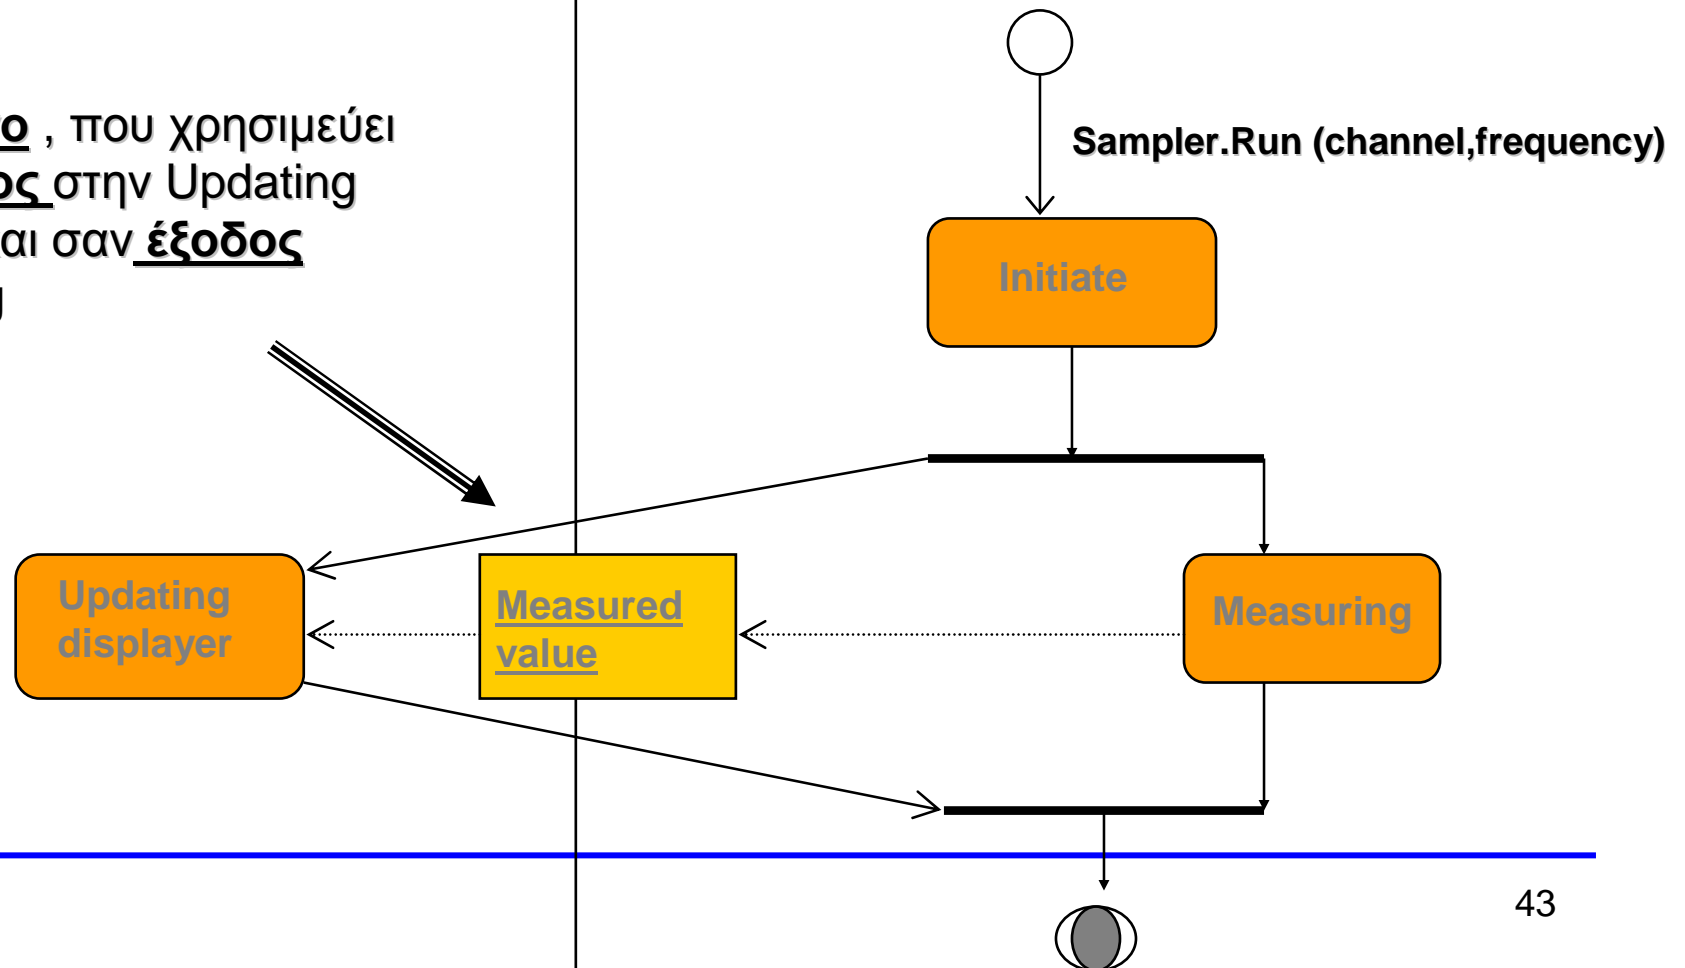 ο , που χρησιμεύει
ος στην Updating
αι σαν έξοδος
Sampler.Run (channel,frequency)
Initiate
Updating
displayer
Measured
value
Measuring
43